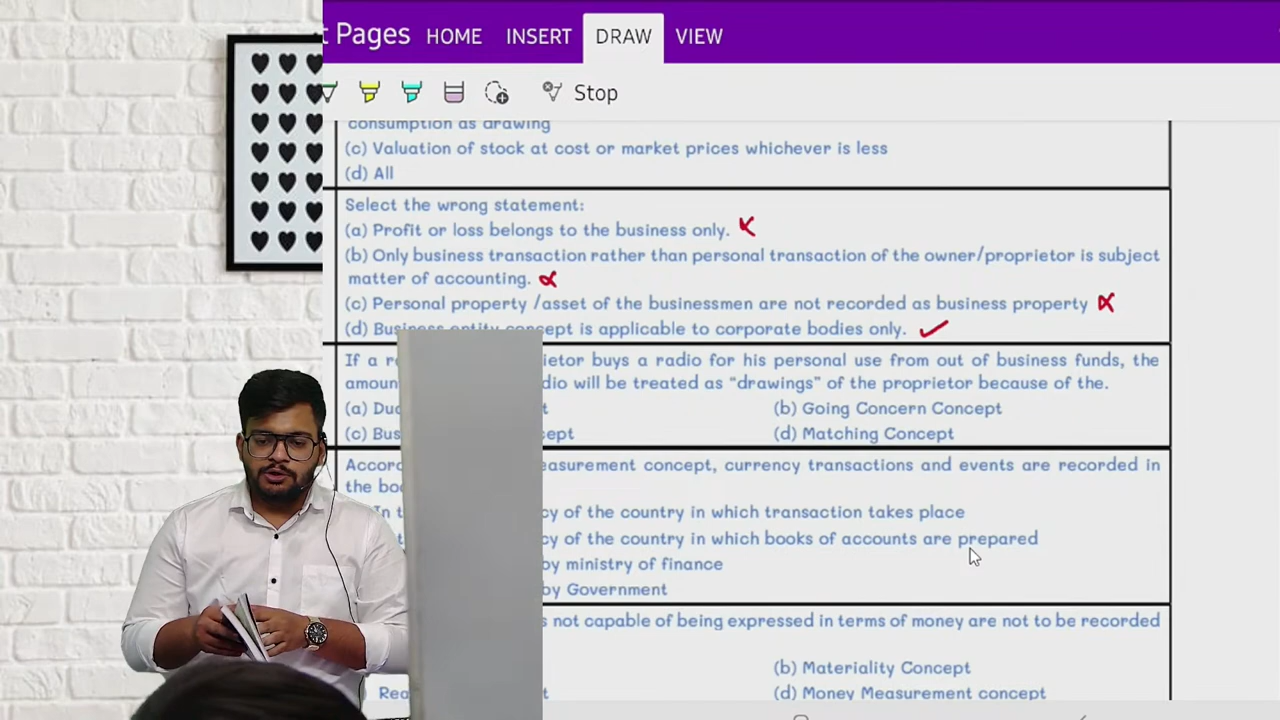 t Pages HOME INSERT DRAW VIEW
Stop
consumption as drawing
(c) Valuation of stock at cost or market prices whichever is less
(d) All
Select the wrong statement:
(a) Profit or loss belongs to the business only.
(b) Only business transaction rather than personal transaction of the owner/proprietor is subject
matter of accounting.
(c) Personal property /asset of the businessmen are not recorded as business property
(d) Business entity concept is applicable to corporate bodies only.
If a r ietor buys a radio for his personal use from out of business funds, the
amoun dio will be treated as “drawings” of the proprietor because of the.
(a) Dua t (b) Going Concern Concept
(c) Bus ept (d) Matching Concept
Accord easurement concept, currency transactions and events are recorded in
the boo
In t cy of the country in which transaction takes place
cy of the country in which books of accounts are prepared
by ministry of finance
by Government
s not capable of being expressed in terms of money are not to be recorded
(b) Materiality Concept
Rea t (d) Money Measurement concept